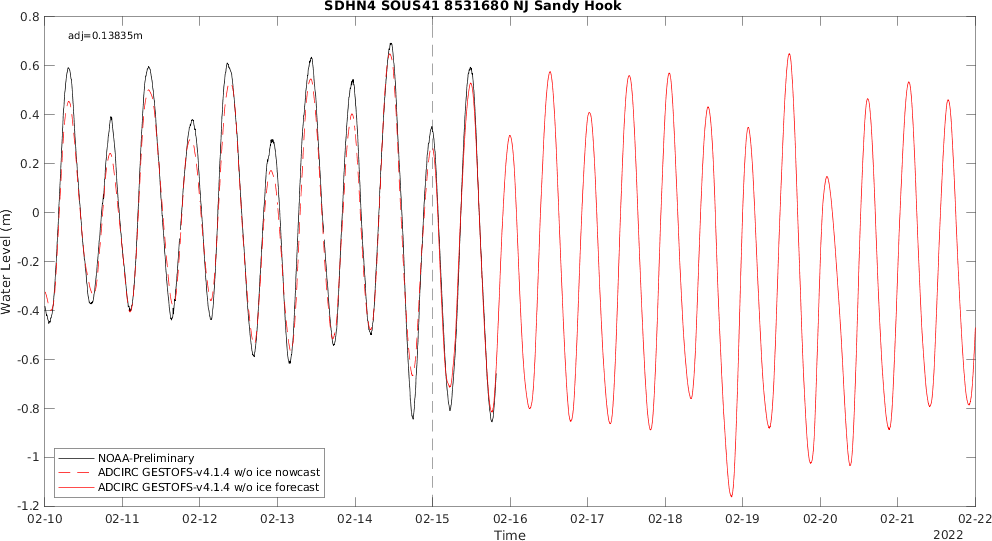 SDHN4 SOUS41 8531680 NJ Sandy Hook
adj=0.13835m
0.8
0.6
0.4
0.2
0
-0.2
-0.4
-0.6
-0.8
-1
-1.2
Water Level (m)
NOAA-Preliminary
ADCIRC GESTOFS-v4.1.4 w/o ice nowcast
ADCIRC GESTOFS-v4.1.4 w/o ice forecast
02-10 02-11 02-12 02-13 02-14 02-15 02-16 02-17 02-18 02-19 02-20 02-21 02-22
Time
2022